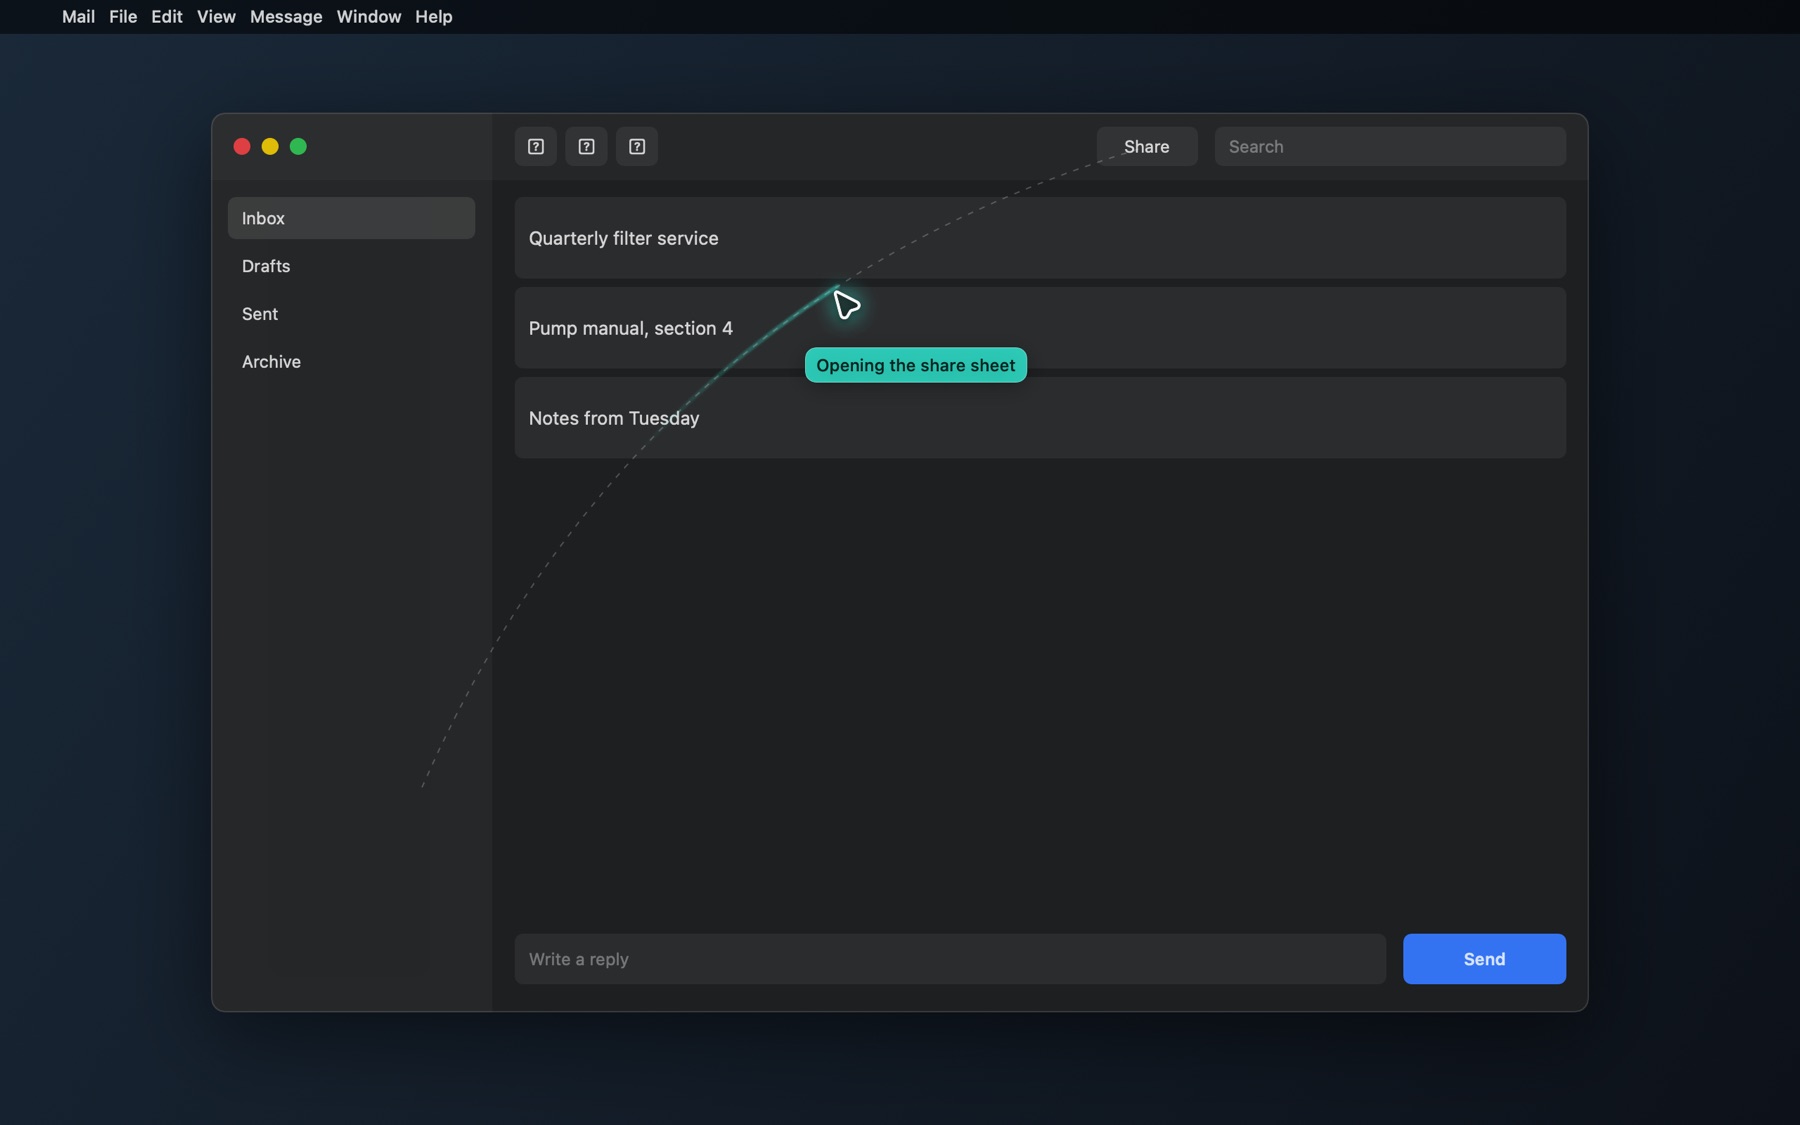 Mail File Edit View Message Window Help
Share
Search
Inbox
Drafts
Sent
Archive
Quarterly filter service
Pump manual, section 4
Opening the share sheet
Notes from Tuesday
Write a reply
Send